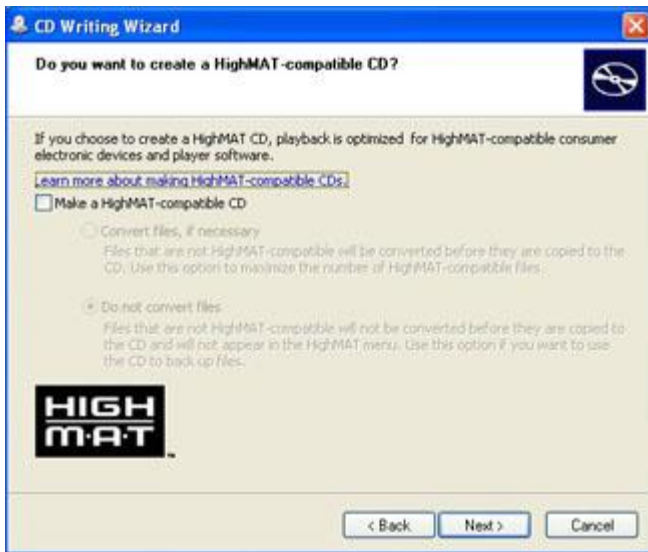 CD Writing Wizard
Do you want to create a HighMAT-compatible CD?
If you choose to create a HighMAT CD, playback is optimized for HighMAT-compatible consumer
electronic devices and player software.
Learn more about making HighMAT-compatible CDs.
Make a HighMAT-compatible CD
Convert files, if necessary
Files that are not HighMAT-compatible will be converted before they are copied to the
CD. Use this option to maximize the number of HighMAT-compatible files.
Do not convert files
Files that are not HighMAT-compatible will not be converted before they are copied to
the CD and will not appear in the HighMAT menu. Use this option if you want to use
the CD to back up files.
HIGH
M·A·T™
< Back
Next >
Cancel